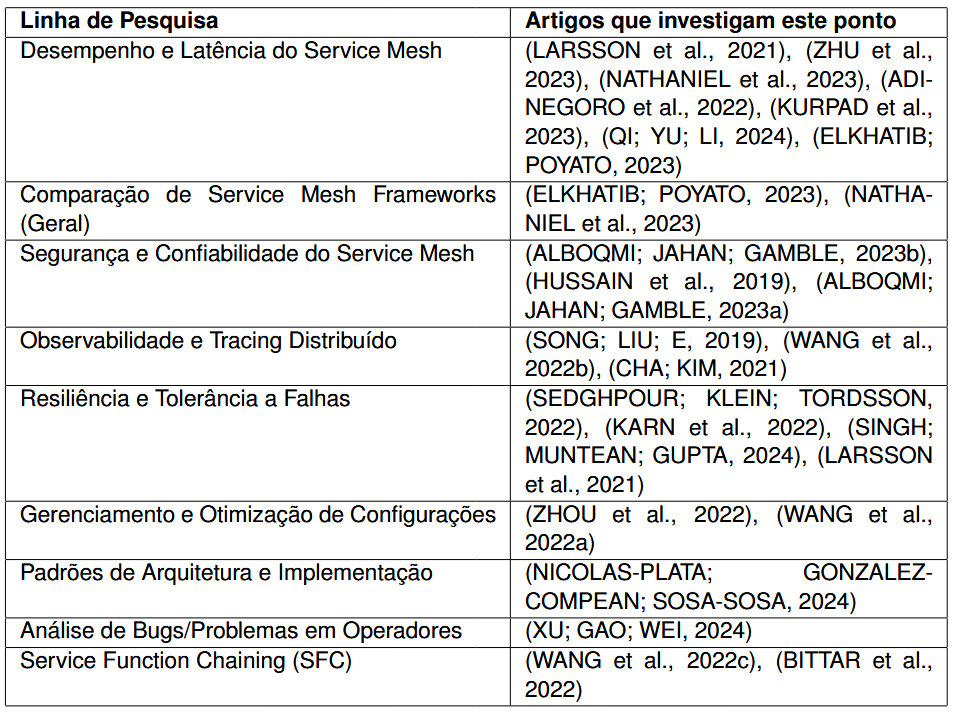 Linha de Pesquisa
Artigos que investigam este ponto
Desempenho e Latência do Service Mesh
(LARSSON et al., 2021), (ZHU et al.,
2023), (NATHANIEL et al., 2023), (ADI-
NEGORO et al., 2022), (KURPAD et al.,
2023), (QI; YU; LI, 2024), (ELKHATIB;
POYATO, 2023)
Comparação de Service Mesh Frameworks
(Geral)
(ELKHATIB; POYATO, 2023), (NATHA-
NIEL et al., 2023)
Segurança e Confiabilidade do Service Mesh
(ALBOQMI; JAHAN; GAMBLE, 2023b),
(HUSSAIN et al., 2019), (ALBOQMI;
JAHAN; GAMBLE, 2023a)
Observabilidade e Tracing Distribuído
(SONG; LIU; E, 2019), (WANG et al.,
2022b), (CHA; KIM, 2021)
Resiliência e Tolerância a Falhas
(SEDGHPOUR; KLEIN; TORDSSON,
2022), (KARN et al., 2022), (SINGH;
MUNTEAN; GUPTA, 2024), (LARSSON
et al., 2021)
Gerenciamento e Otimização de Configurações
(ZHOU et al., 2022), (WANG et al.,
2022a)
Padrões de Arquitetura e Implementação
(NICOLAS-PLATA; GONZALEZ-
COMPEAN; SOSA-SOSA, 2024)
Análise de Bugs/Problemas em Operadores
(XU; GAO; WEI, 2024)
Service Function Chaining (SFC)
(WANG et al., 2022c), (BITTAR et al.,
2022)